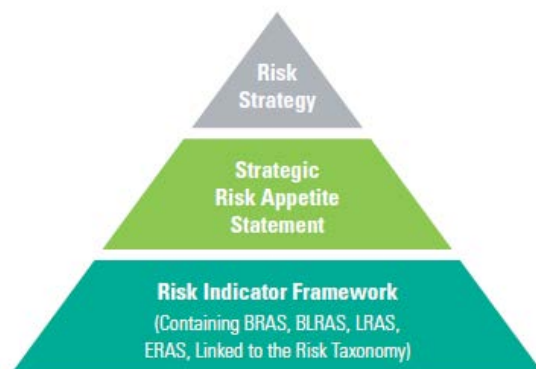 Risk
Strategy
Strategic
Risk Appetite
Statement
Risk Indicator Framework
(Containing BRAS, BLRAS, LRAS,
ERAS, Linked to the Risk Taxonomy)